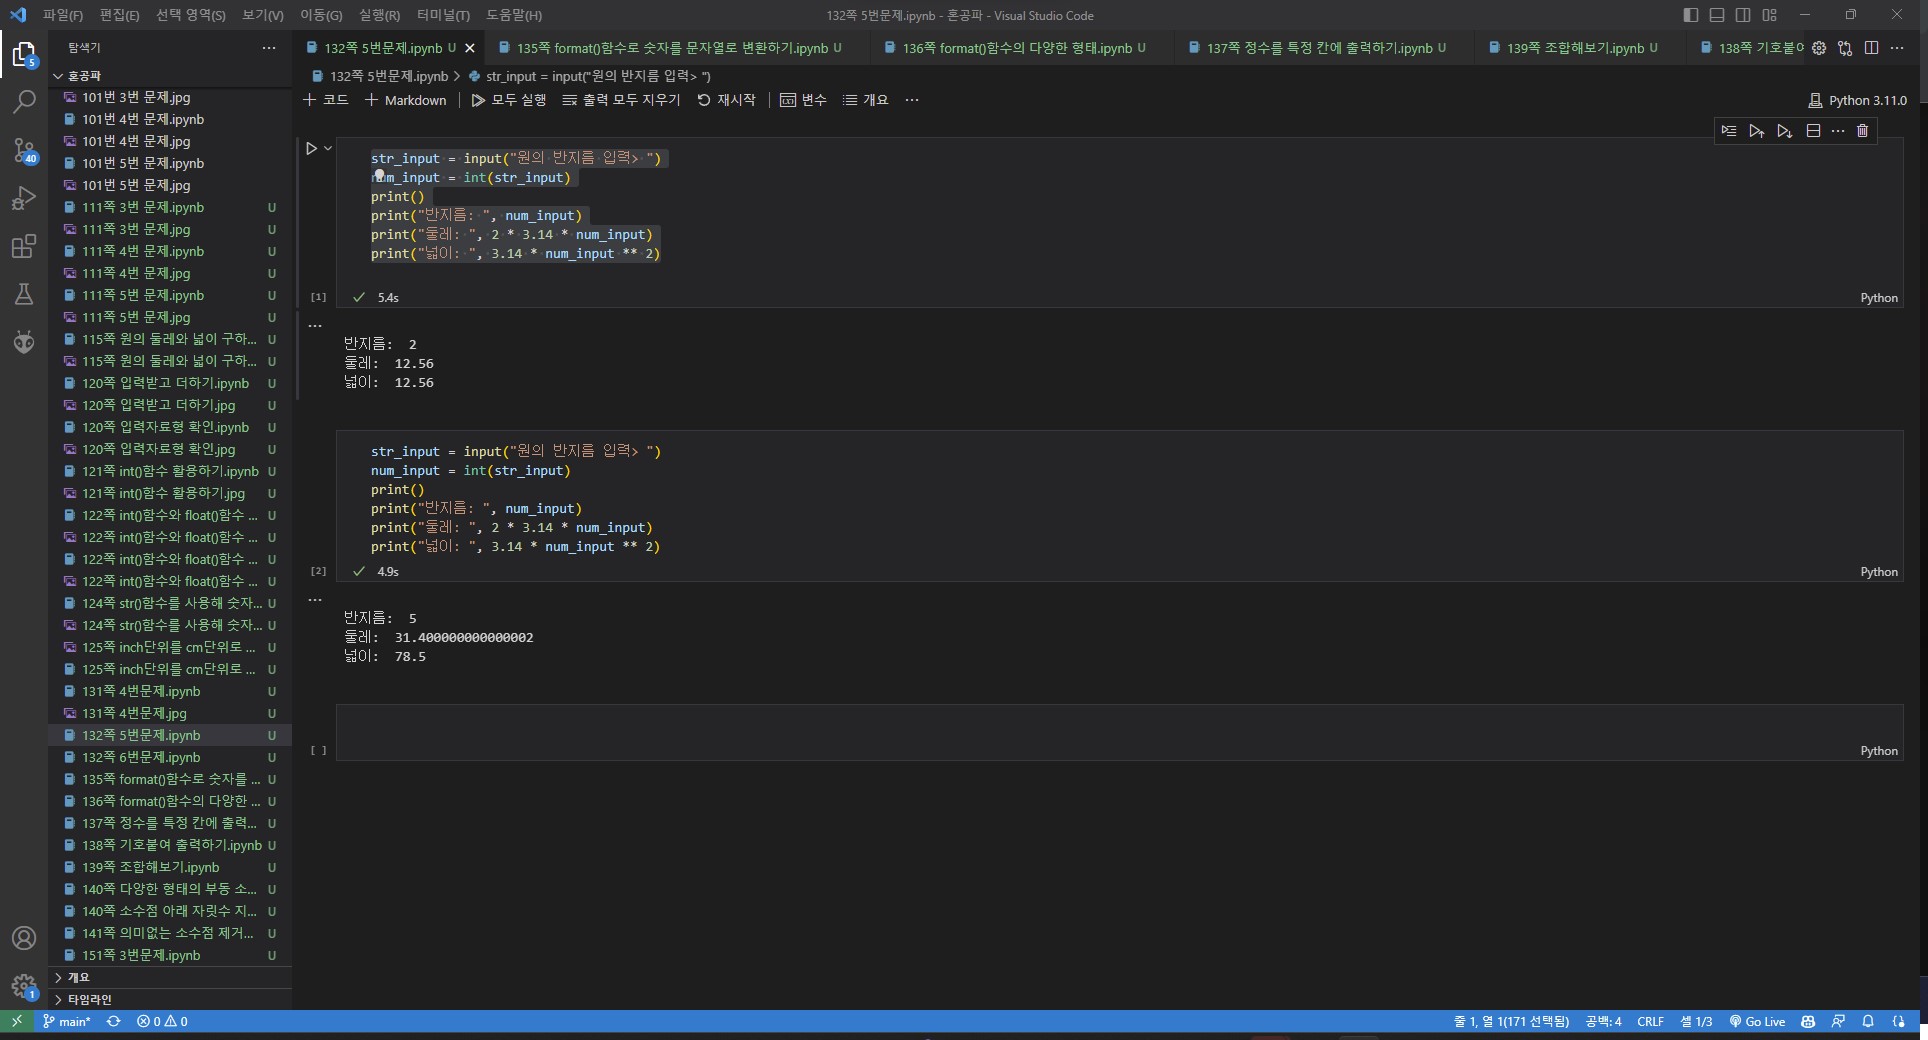 파일(F) 편집(E) 선택 영역(S) 보기(V) 이동(G) 실행(R) 터미널(T) 도움말(H)
132쪽 5번문제.ipynb - 혼공파 - Visual Studio Code
탐색기
혼공파
101번 3번 문제.jpg
101번 4번 문제.ipynb
101번 4번 문제.jpg
101번 5번 문제.ipynb
101번 5번 문제.jpg
111쪽 3번 문제.ipynb U
111쪽 3번 문제.jpg U
111쪽 4번 문제.ipynb U
111쪽 4번 문제.jpg U
111쪽 5번 문제.ipynb U
111쪽 5번 문제.jpg U
115쪽 원의 둘레와 넓이 구하... U
115쪽 원의 둘레와 넓이 구하... U
120쪽 입력받고 더하기.ipynb U
120쪽 입력받고 더하기.jpg U
120쪽 입력자료형 확인.ipynb U
120쪽 입력자료형 확인.jpg U
121쪽 int()함수 활용하기.ipynb U
121쪽 int()함수 활용하기.jpg U
122쪽 int()함수와 float()함수 ... U
122쪽 int()함수와 float()함수 ... U
122쪽 int()함수와 float()함수 ... U
122쪽 int()함수와 float()함수 ... U
124쪽 str()함수를 사용해 숫자... U
124쪽 str()함수를 사용해 숫자... U
125쪽 inch단위를 cm단위로 ... U
125쪽 inch단위를 cm단위로 ... U
131쪽 4번문제.ipynb U
131쪽 4번문제.jpg U
132쪽 5번문제.ipynb U
132쪽 6번문제.ipynb U
135쪽 format()함수로 숫자를 ... U
136쪽 format()함수의 다양한 ... U
137쪽 정수를 특정 칸에 출력... U
138쪽 기호붙여 출력하기.ipynb U
139쪽 조합해보기.ipynb U
140쪽 다양한 형태의 부동 소... U
140쪽 소수점 아래 자릿수 지... U
141쪽 의미없는 소수점 제거... U
151쪽 3번문제.ipynb U
개요
타임라인
5
40
1
132쪽 5번문제.ipynb U
135쪽 format()함수로 숫자를 문자열로 변환하기.ipynb U
136쪽 format()함수의 다양한 형태.ipynb U
137쪽 정수를 특정 칸에 출력하기.ipynb U
139쪽 조합해보기.ipynb U
138쪽 기호붙여
132쪽 5번문제.ipynb > str_input = input("원의 반지름 입력> ")
+ 코드 + Markdown 모두 실행 출력 모두 지우기 재시작 변수 개요 ...
Python 3.11.0
str_input = input("원의 반지름 입력> ")
num_input = int(str_input)
print()
print("반지름: ", num_input)
print("둘레: ", 2 * 3.14 * num_input)
print("넓이: ", 3.14 * num_input ** 2)
[1] 5.4s Python
...
반지름:  2
둘레:  12.56
넓이:  12.56
str_input = input("원의 반지름 입력> ")
num_input = int(str_input)
print()
print("반지름: ", num_input)
print("둘레: ", 2 * 3.14 * num_input)
print("넓이: ", 3.14 * num_input ** 2)
[2] 4.9s Python
...
반지름:  5
둘레:  31.400000000000002
넓이:  78.5
[ ] Python
main* 0 0
줄 1, 열 1(171 선택됨) 공백: 4 CRLF 셀 1/3 Go Live